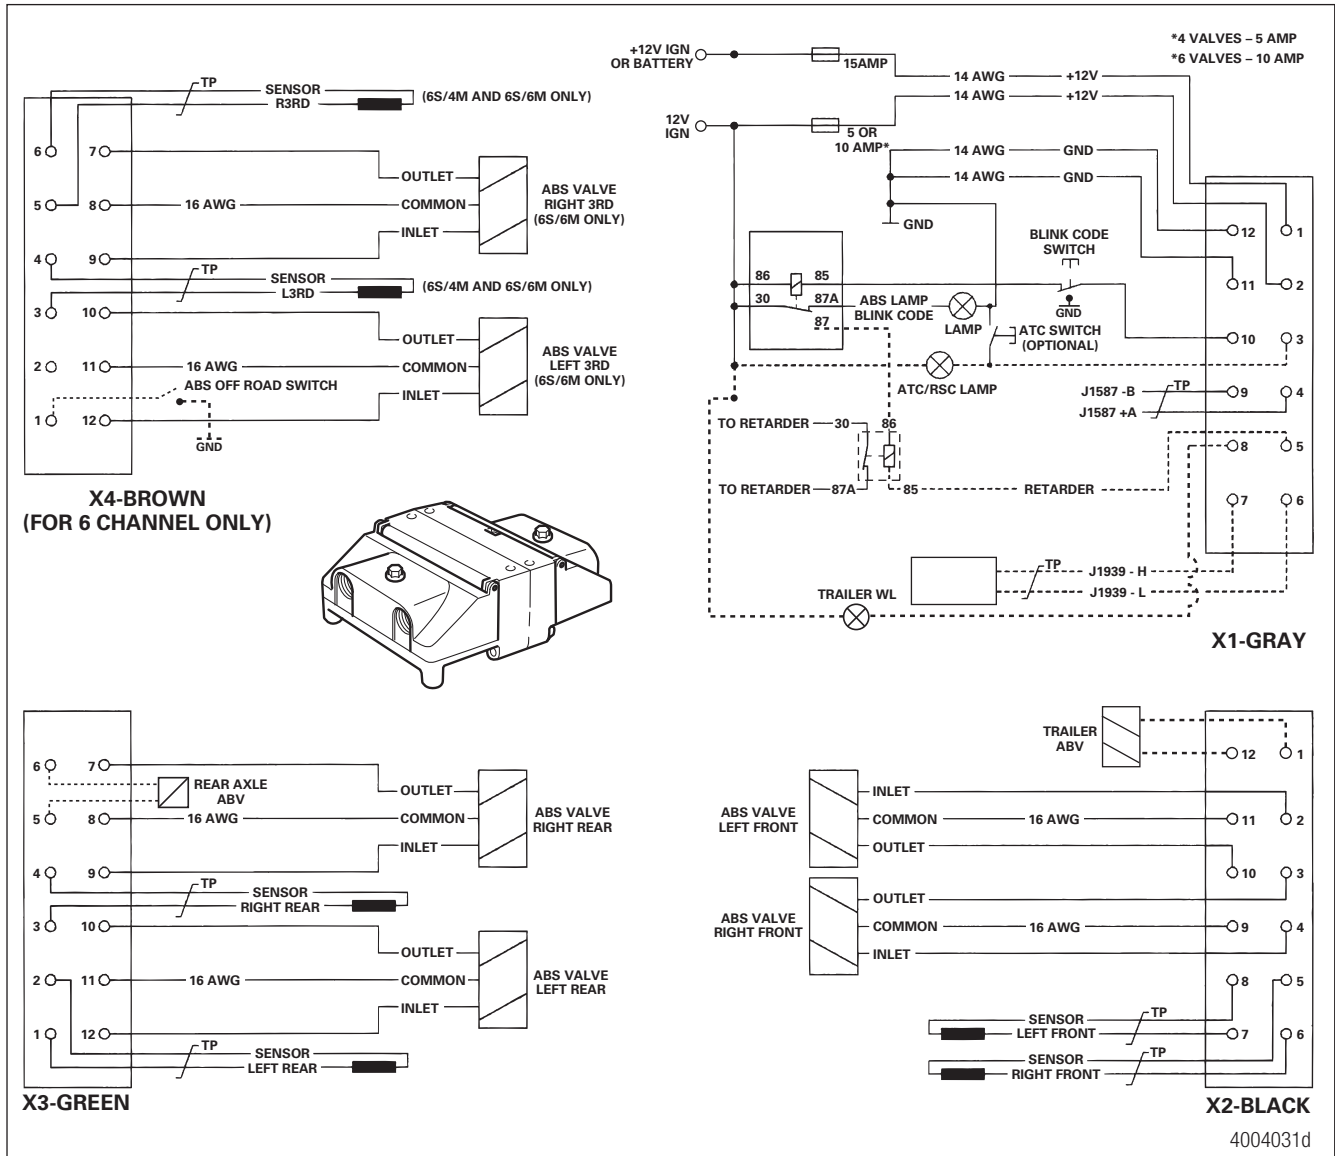 *4 VALVES – 5 AMP
*6 VALVES – 10 AMP
+12V IGN
OR BATTERY
15AMP
14 AWG +12V
14 AWG +12V
12V
IGN
5 OR
10 AMP*
14 AWG GND
14 AWG GND
GND
BLINK CODE
SWITCH
GND
86 85
30 87A
87
ABS LAMP
BLINK CODE
LAMP
ATC SWITCH
(OPTIONAL)
ATC/RSC LAMP
J1587 -B
TP
J1587 +A
TO RETARDER 30 86
TO RETARDER 87A 85 RETARDER
TP
J1939 - H
J1939 - L
TRAILER WL
12 1
11 2
10 3
9 4
8 5
7 6
X1-GRAY
TP
SENSOR
R3RD
(6S/4M AND 6S/6M ONLY)
6 7
5 8
4 9
3 10
2 11
1 12
OUTLET
16 AWG COMMON
INLET
ABS VALVE
RIGHT 3RD
(6S/6M ONLY)
TP
SENSOR
L3RD
(6S/4M AND 6S/6M ONLY)
OUTLET
16 AWG COMMON
INLET
ABS VALVE
LEFT 3RD
(6S/6M ONLY)
ABS OFF ROAD SWITCH
GND
X4-BROWN
(FOR 6 CHANNEL ONLY)
6 7
5 8
4 9
3 10
2 11
1 12
REAR AXLE
ABV
OUTLET
16 AWG COMMON
INLET
ABS VALVE
RIGHT REAR
TP
SENSOR
RIGHT REAR
OUTLET
16 AWG COMMON
INLET
ABS VALVE
LEFT REAR
TP
SENSOR
LEFT REAR
X3-GREEN
TRAILER
ABV
12 1
11 2
10 3
9 4
8 5
7 6
ABS VALVE
LEFT FRONT
INLET
COMMON 16 AWG
OUTLET
ABS VALVE
RIGHT FRONT
OUTLET
COMMON 16 AWG
INLET
SENSOR
LEFT FRONT
TP
SENSOR
RIGHT FRONT
TP
X2-BLACK
4004031d